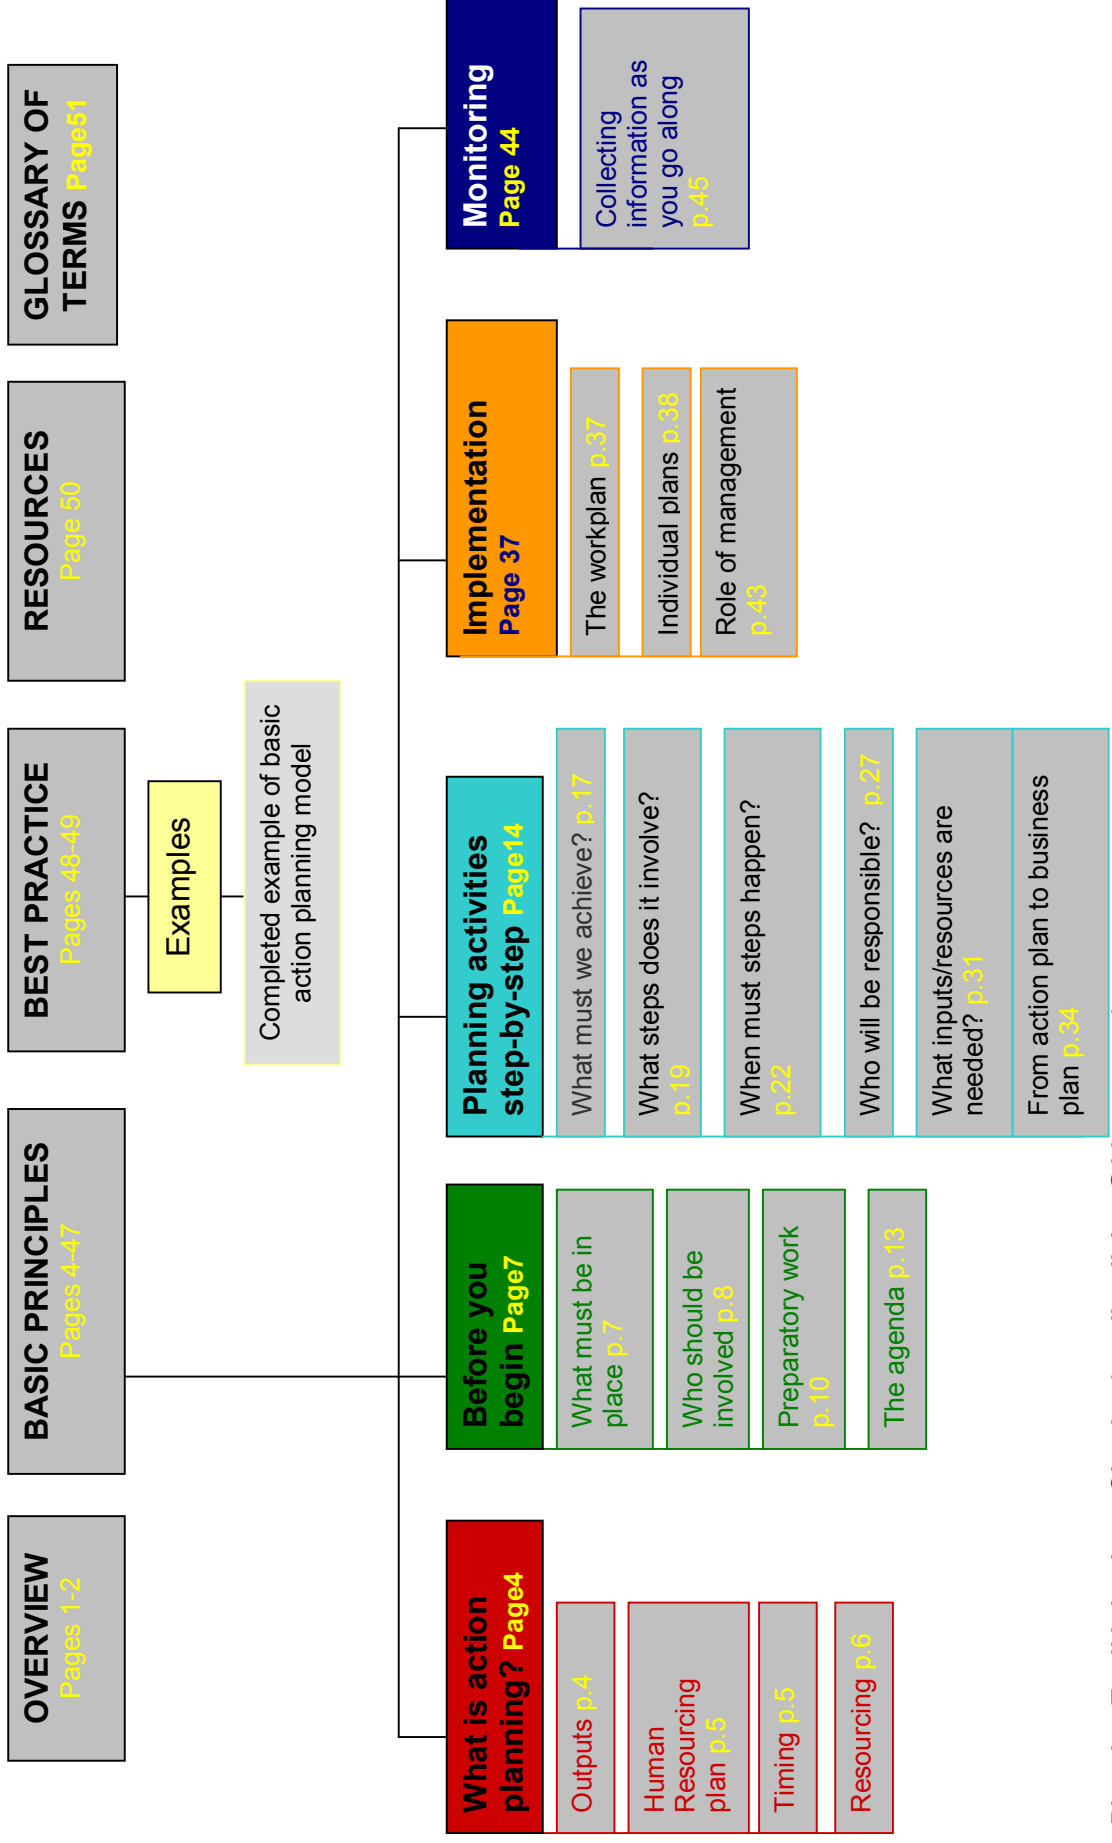 OVERVIEW
Pages 1-2
BASIC PRINCIPLES
Pages 4-47
BEST PRACTICE
Pages 48-49
RESOURCES
Page 50
GLOSSARY OF
TERMS Page51
Examples
Completed example of basic
action planning model
What is action
planning? Page4
Outputs p.4
Human
Resourcing
plan p.5
Timing p.5
Resourcing p.6
Before you
begin Page7
What must be in
place p.7
Who should be
involved p.8
Preparatory work
p.10
The agenda p.13
Planning activities
step-by-step Page14
What must we achieve? p.17
What steps does it involve?
p.19
When must steps happen?
p.22
Who will be responsible? p.27
What inputs/resources are
needed? p.31
From action plan to business
plan p.34
Implementation
Page 37
The workplan p.37
Individual plans p.38
Role of management
p.43
Monitoring
Page 44
Collecting
information as
you go along
p.45